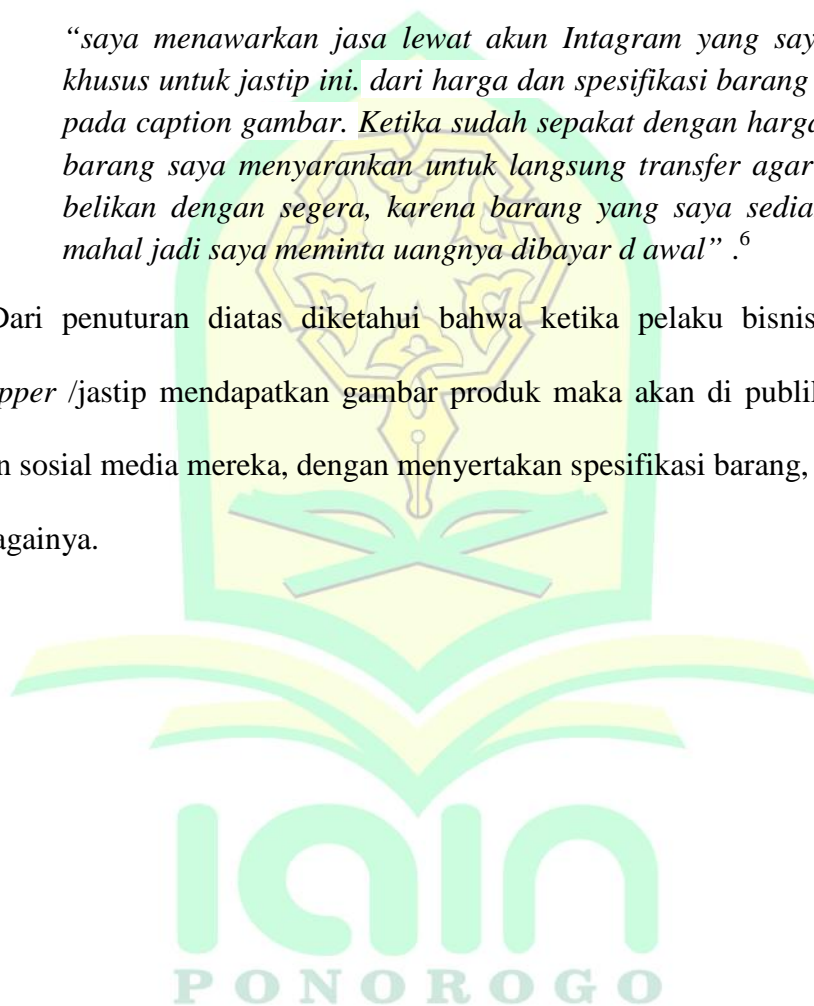 “saya menawarkan jasa lewat akun Intagram yang say
khusus untuk jastip ini. dari harga dan spesifikasi barang
pada caption gambar. Ketika sudah sepakat dengan harga
barang saya menyarankan untuk langsung transfer agar
belikan dengan segera, karena barang yang saya sedia
mahal jadi saya meminta uangnya dibayar d awal” .6
Dari penuturan diatas diketahui bahwa ketika pelaku bisnis
pper /jastip mendapatkan gambar produk maka akan di publi
n sosial media mereka, dengan menyertakan spesifikasi barang,
againya.
iain
PONOROGO